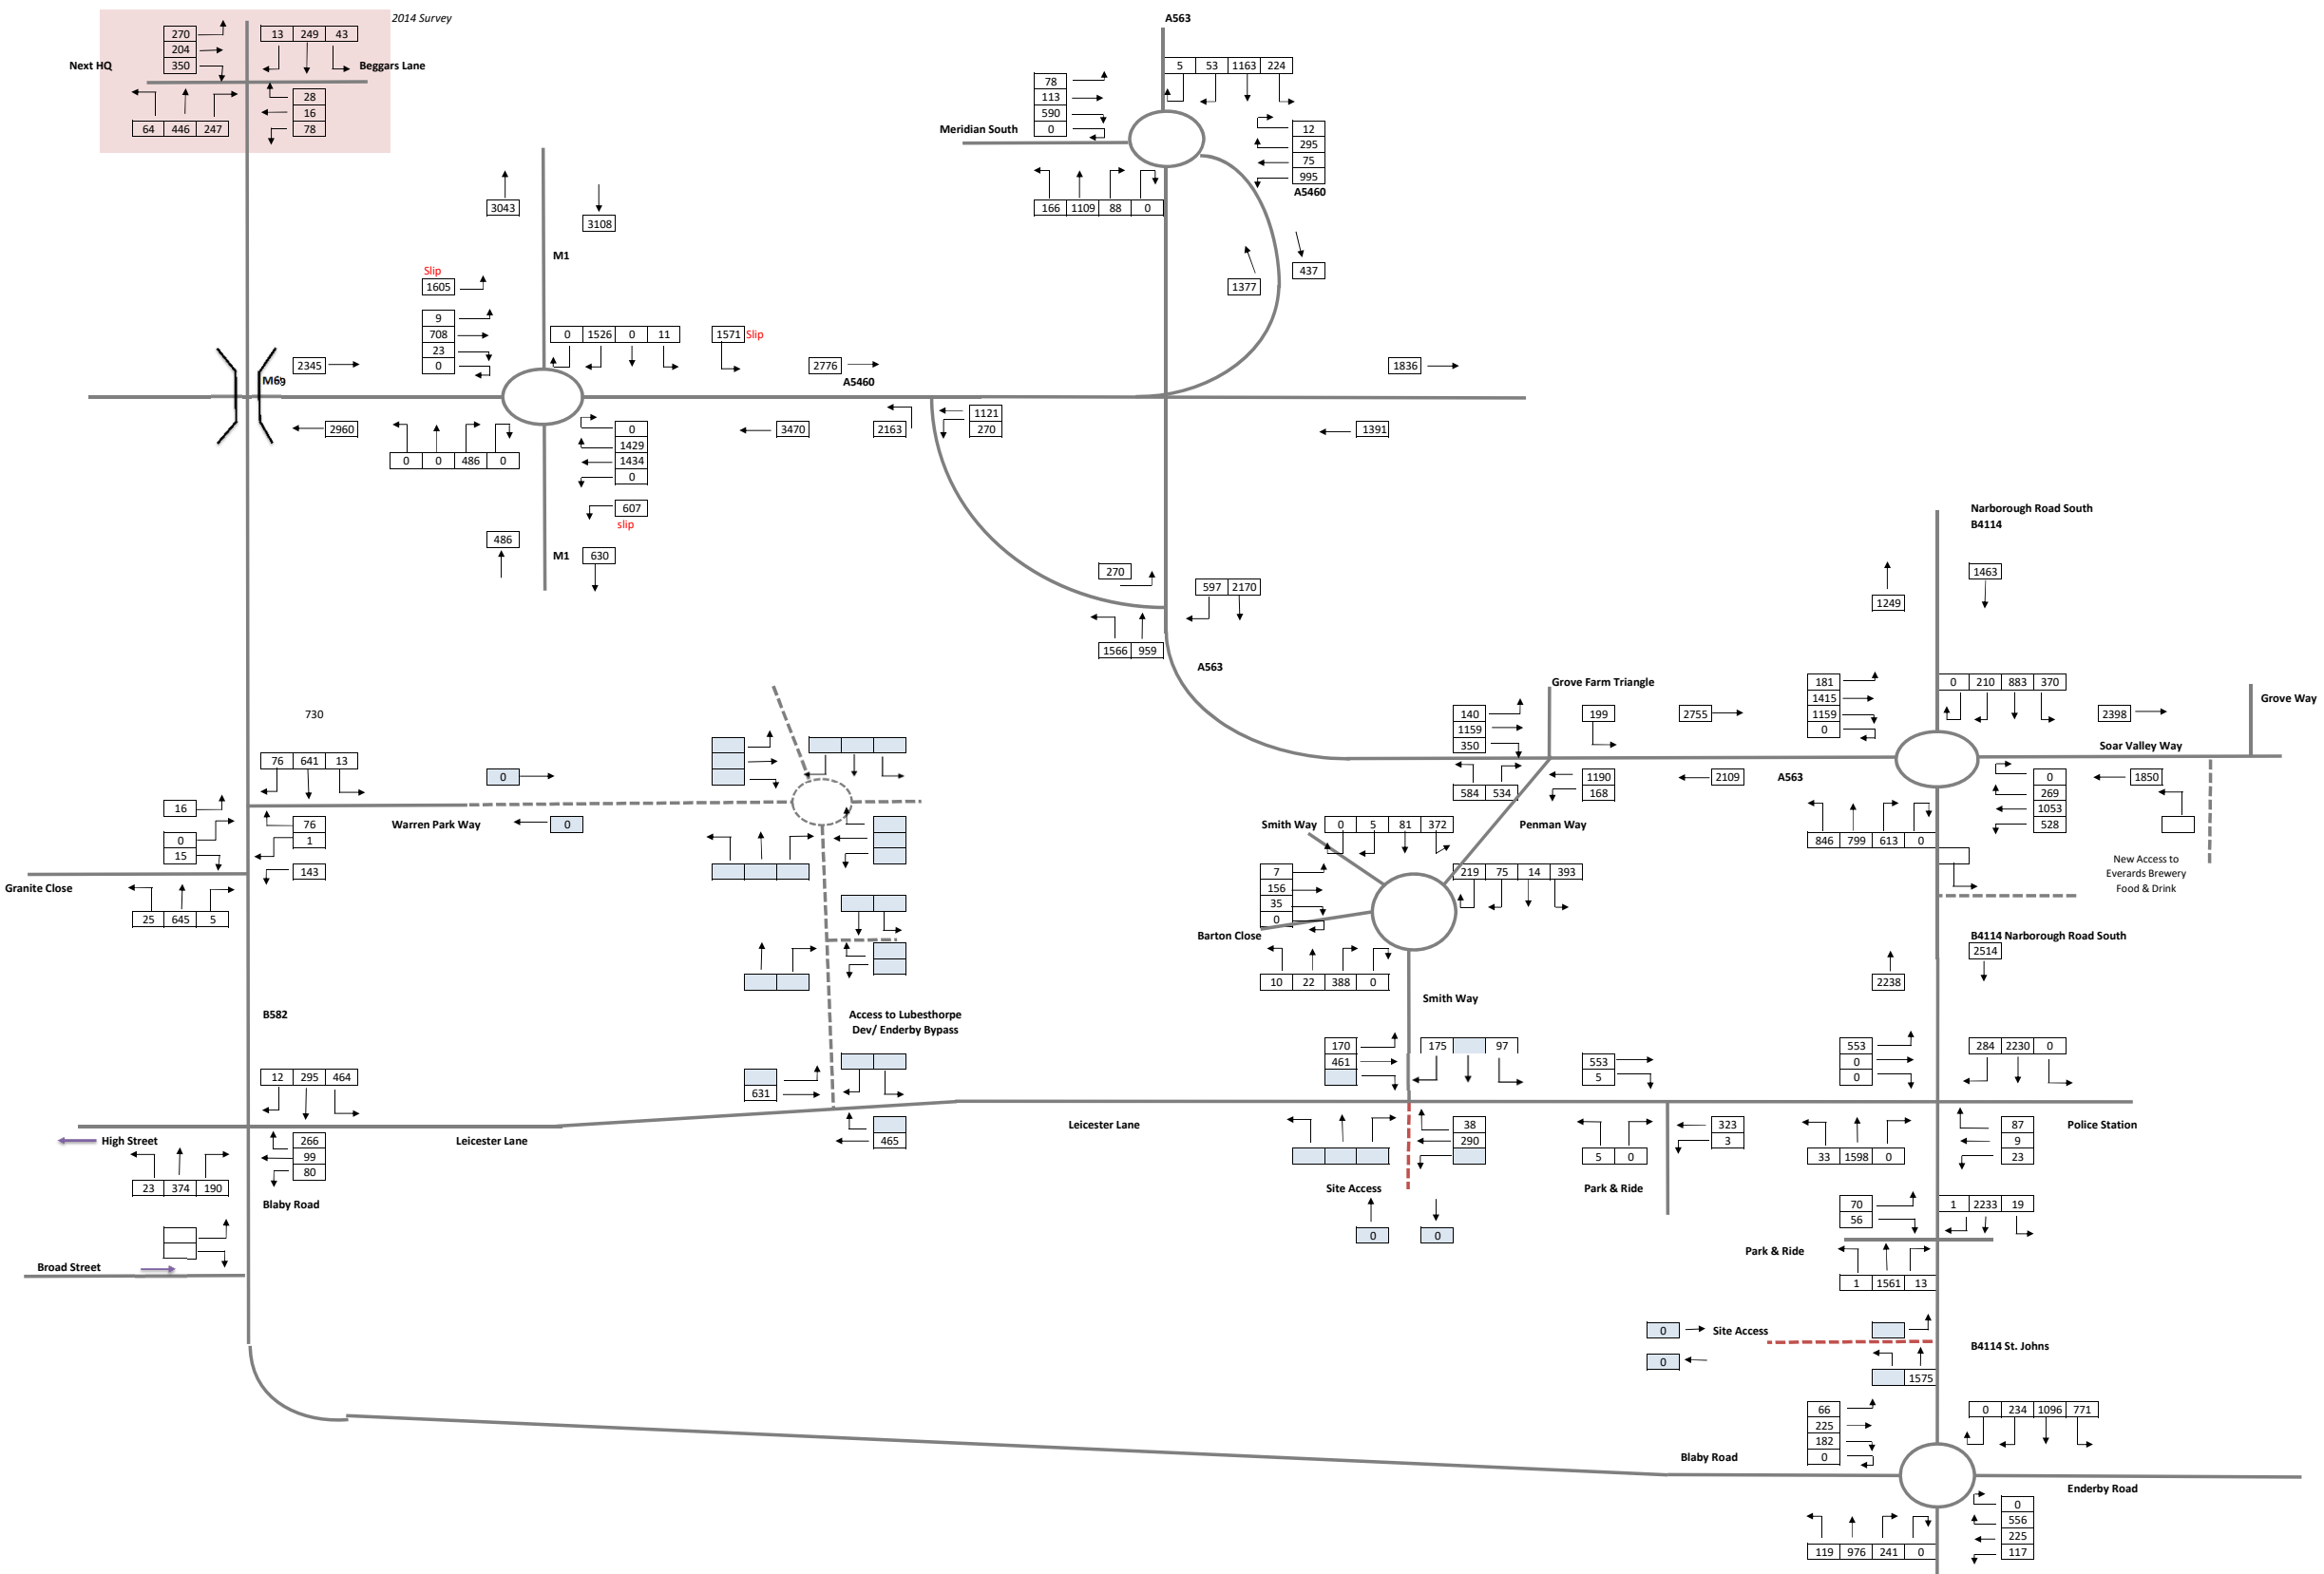 2014 Survey
A563
270
204
350
13 249 43
Next HQ
Beggars Lane
28
16
78
64 446 247
5 53 1163 224
78
113
590
0
Meridian South
12
295
75
995
A5460
166 1109 88 0
3043
3108
M1
437
1377
Slip
1605
9
708
23
0
0 1526 0 11
1571 Slip
2345
M69
2776
A5460
1836
2960
0 0 486 0
0
1429
1434
0
3470
2163
1121
270
1391
607
slip
486
M1
630
Narborough Road South
B4114
270
597 2170
1463
1249
1566 959
A563
Grove Farm Triangle
181
1415
1159
0
0 210 883 370
Grove Way
730
140
1159
350
199
2755
2398
Soar Valley Way
76 641 13
0
584 534
1190
168
2109
A563
0
269
1053
528
1850
16
0
15
76
1
143
Warren Park Way
0
Smith Way
0 5 81 372
Penman Way
846 799 613 0
New Access to
Everards Brewery
Food & Drink
Granite Close
25 645 5
7
156
35
0
219 75 14 393
Barton Close
B4114 Narborough Road South
2514
10 22 388 0
2238
Smith Way
B582
Access to Lubesthorpe
Dev/ Enderby Bypass
12 295 464
631
170
461
175 97
553
5
553
0
0
284 2230 0
High Street
266
99
80
Leicester Lane
465
Leicester Lane
38
290
323
3
87
9
23
Police Station
23 374 190
5 0
33 1598 0
Blaby Road
Site Access
Park & Ride
70
56
1 2233 19
0
0
Park & Ride
Broad Street
1 1561 13
0
Site Access
B4114 St. Johns
0
1575
66
225
182
0
0 234 1096 771
Blaby Road
Enderby Road
0
556
225
117
119 976 241 0